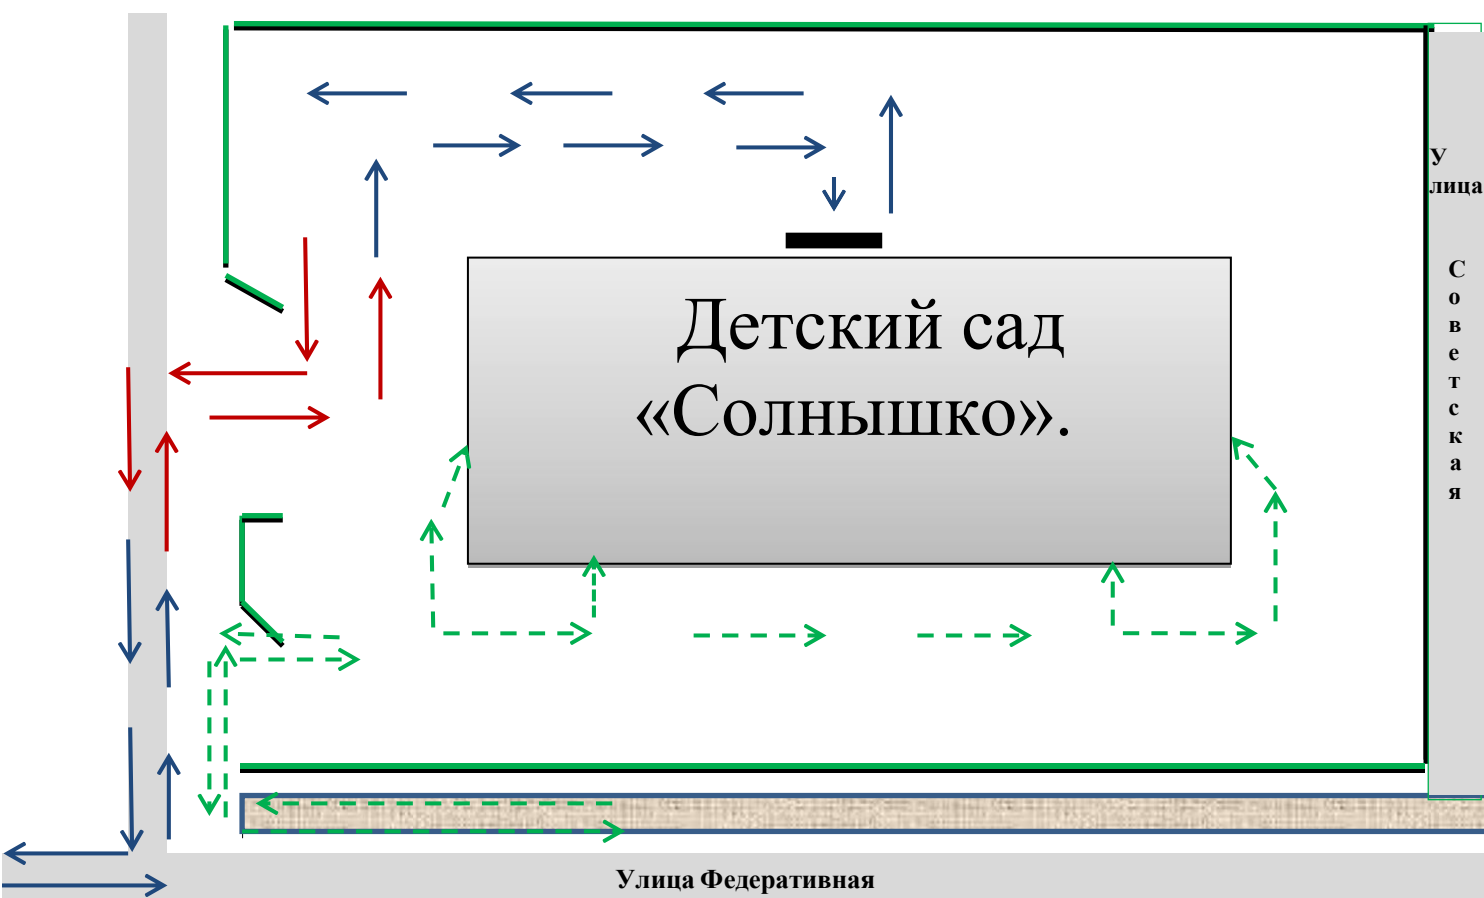 Детский сад
«Солнышко».
У
лица
С
о
в
е
т
с
к
а
я
Улица Федеративная